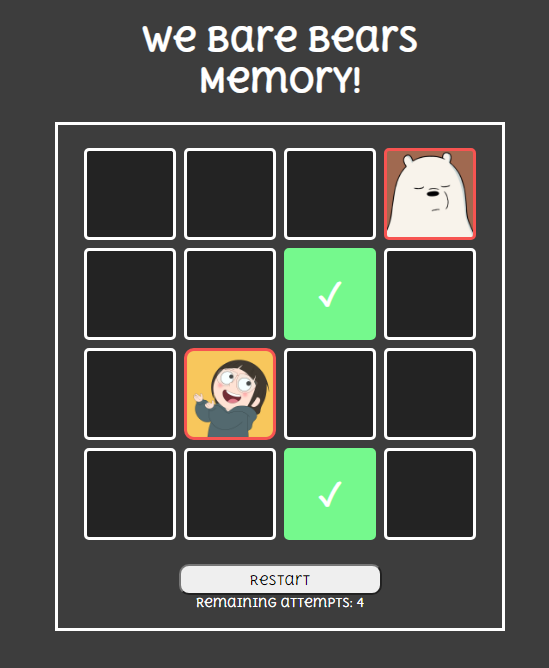 We Bare Bears
Memory!
✓
✓
Restart
Remaining attempts: 4